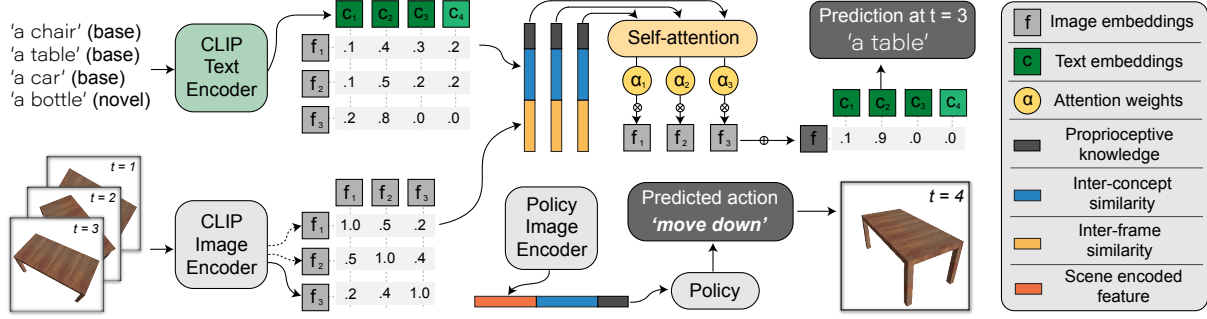 'a chair' (base)
'a table' (base)
'a car' (base)
'a bottle' (novel)
CLIP
Text
Encoder
C1 C2 C3 C4
f1 .1 .4 .3 .2
f2 .1 .5 .2 .2
f3 .2 .8 .0 .0
Self-attention
α1 α2 α3
⊗ ⊗ ⊗
f1 f2 f3
⊕
Prediction at t = 3
'a table'
C1 C2 C3 C4
f .1 .9 .0 .0
t = 1
t = 2
t = 3
CLIP
Image
Encoder
f1 f2 f3
f1 1.0 .5 .2
f2 .5 1.0 .4
f3 .2 .4 1.0
Policy
Image
Encoder
Predicted action
'move down'
Policy
t = 4
f Image embeddings
C Text embeddings
α Attention weights
Proprioceptive
knowledge
Inter-concept
similarity
Inter-frame
similarity
Scene encoded
feature